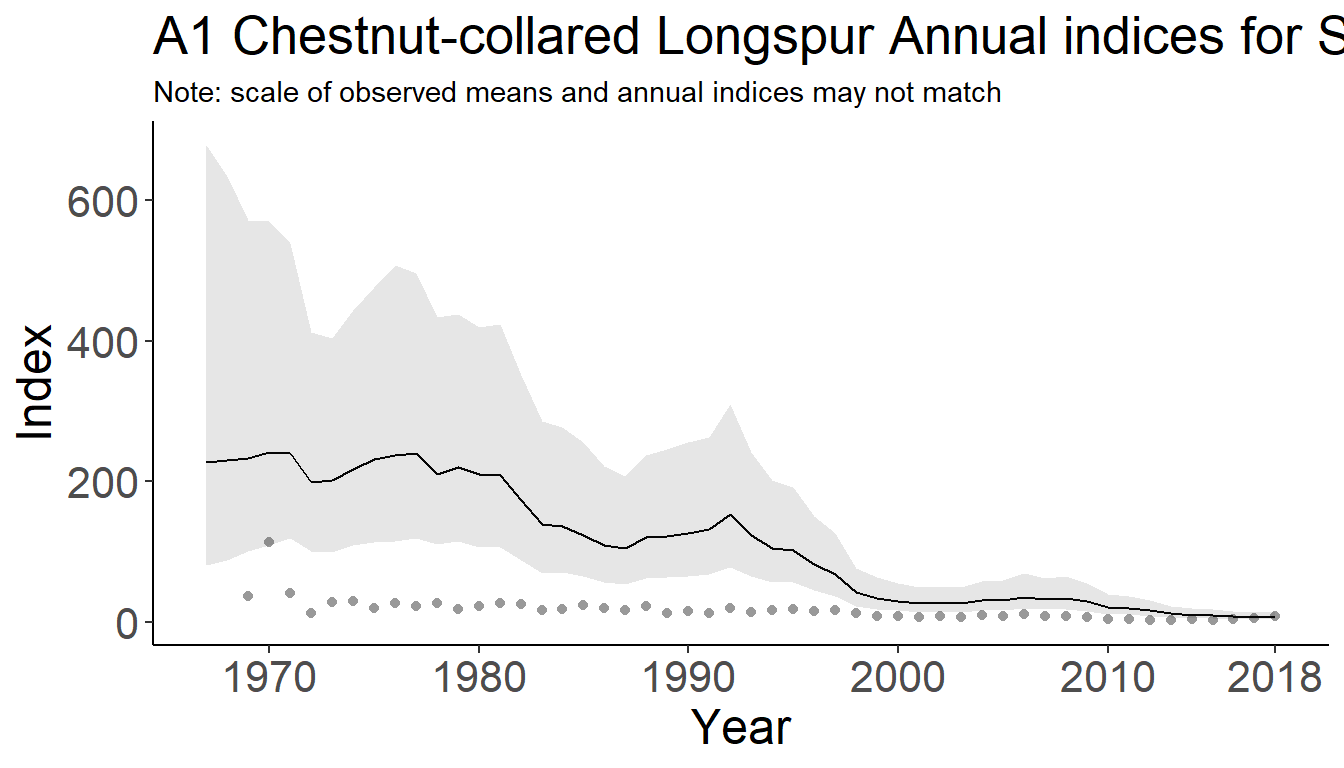 A1 Chestnut-collared Longspur Annual indices for S
Note: scale of observed means and annual indices may not match
600
400
200
0
Index
1970 1980 1990 2000 2010 2018
Year